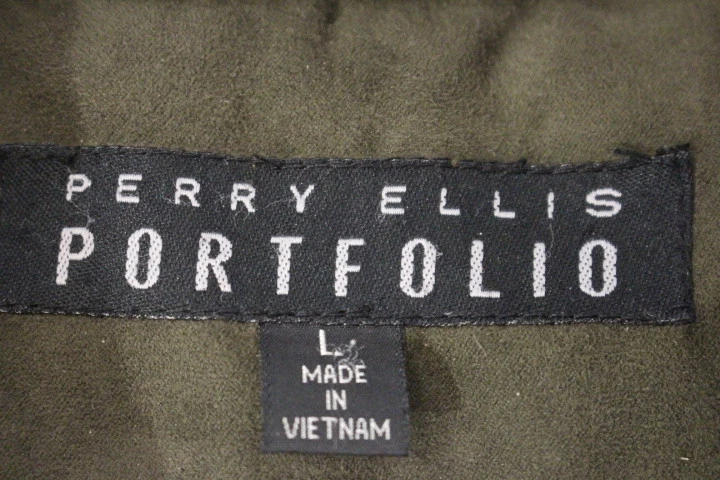 PERRY ELLIS
PORTFOLIO
L
MADE
IN
VIETNAM